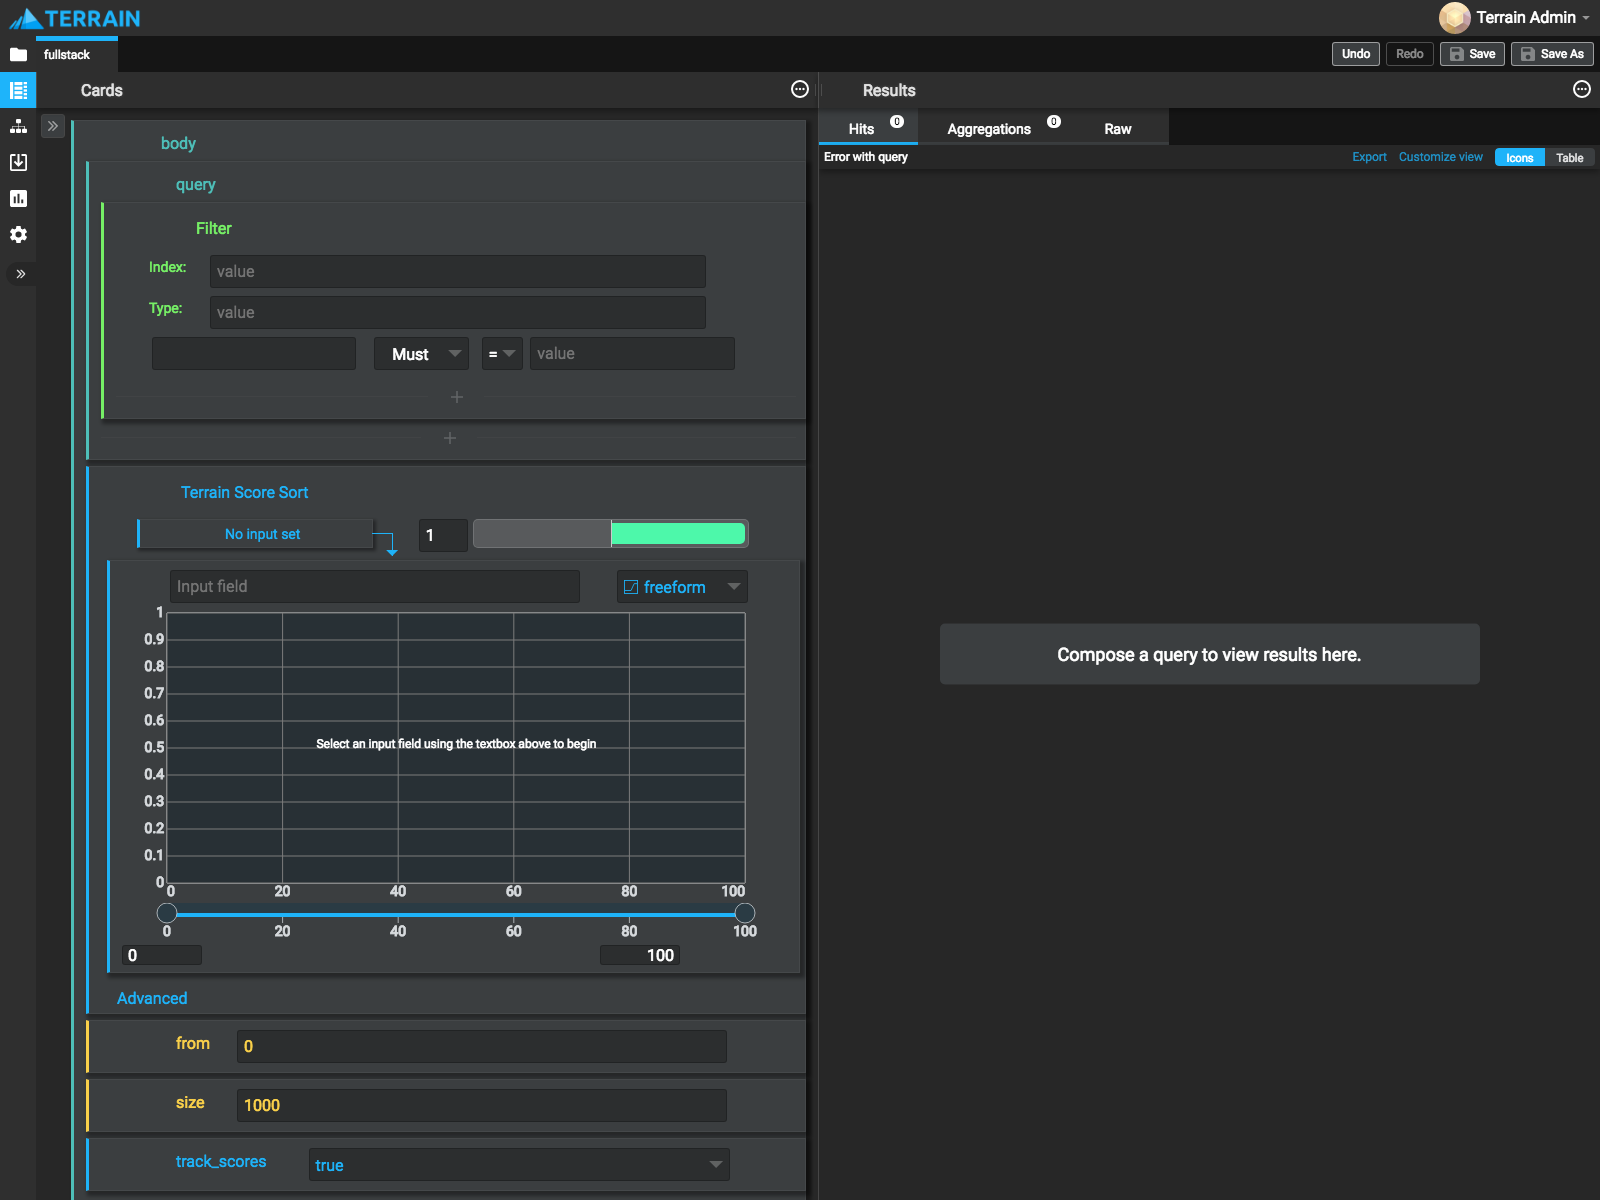 TERRAIN
Terrain Admin
fullstack
Undo
Redo
Save
Save As
Cards
body
query
Filter
Index:
value
Type:
value
Must
=
value
Terrain Score Sort
No input set
1
Input field
freeform
1
0.9
0.8
0.7
0.6
0.5
Select an input field using the textbox above to begin
0.4
0.3
0.2
0.1
0
0 20 40 60 80 100
0 20 40 60 80 100
0
100
Advanced
from
0
size
1000
track_scores
true
Results
Hits
0
Aggregations
0
Raw
Error with query
Export
Customize view
Icons
Table
Compose a query to view results here.